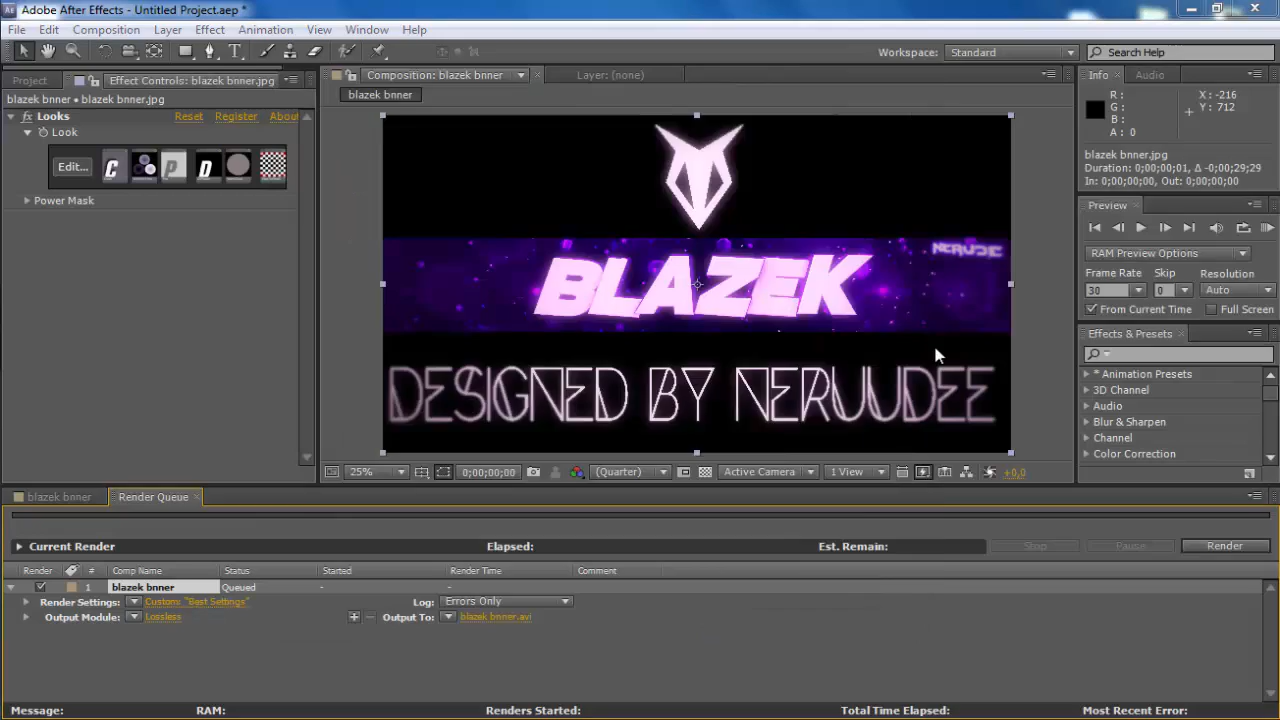 Adobe After Effects - Untitled Project.aep *
File Edit Composition Layer Effect Animation View Window Help
Workspace: Standard Search Help
Project Effect Controls: blazek bnner.jpg Composition: blazek bnner Layer: (none) Info Audio
blazek bnner • blazek bnner.jpg
blazek bnner
Looks Reset Register About
Look
Edit... C P D
Power Mask
BLAZEK
NERUDE
DESIGNED BY NERUUDEE
R: X: -216
G: Y: 712
B:
A: 0
blazek bnner.jpg
Duration: 0;00;00;01, Δ -0;00;29;29
In: 0;00;00;00, Out: 0;00;00;00
Preview
RAM Preview Options
Frame Rate Skip Resolution
30 0 Auto
From Current Time Full Screen
Effects & Presets
* Animation Presets
3D Channel
Audio
Blur & Sharpen
Channel
Color Correction
25% 0;00;00;00 (Quarter) Active Camera 1 View +0,0
blazek bnner Render Queue
Current Render Elapsed: Est. Remain: Stop Pause Render
Render # Comp Name Status Started Render Time Comment
1 blazek bnner Queued - -
Render Settings: Custom: "Best Settings" Log: Errors Only
Output Module: Lossless Output To: blazek bnner.avi
Message: RAM: Renders Started: Total Time Elapsed: Most Recent Error: